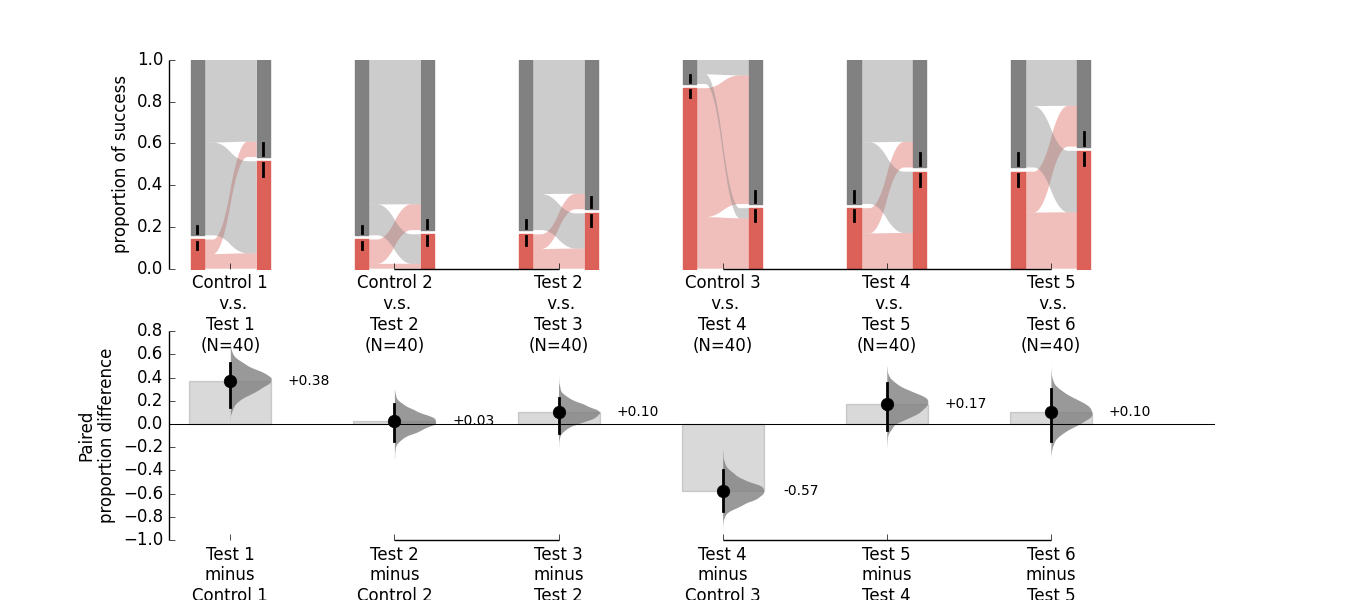 proportion of success
1.0
0.8
0.6
0.4
0.2
0.0
Control 1
v.s.
Test 1
(N=40)
Control 2
v.s.
Test 2
(N=40)
Test 2
v.s.
Test 3
(N=40)
Control 3
v.s.
Test 4
(N=40)
Test 4
v.s.
Test 5
(N=40)
Test 5
v.s.
Test 6
(N=40)
Paired
proportion difference
0.8
0.6
0.4
0.2
0.0
−0.2
−0.4
−0.6
−0.8
−1.0
+0.38
+0.03
+0.10
-0.57
+0.17
+0.10
Test 1
minus
Control 1
Test 2
minus
Control 2
Test 3
minus
Test 2
Test 4
minus
Control 3
Test 5
minus
Test 4
Test 6
minus
Test 5